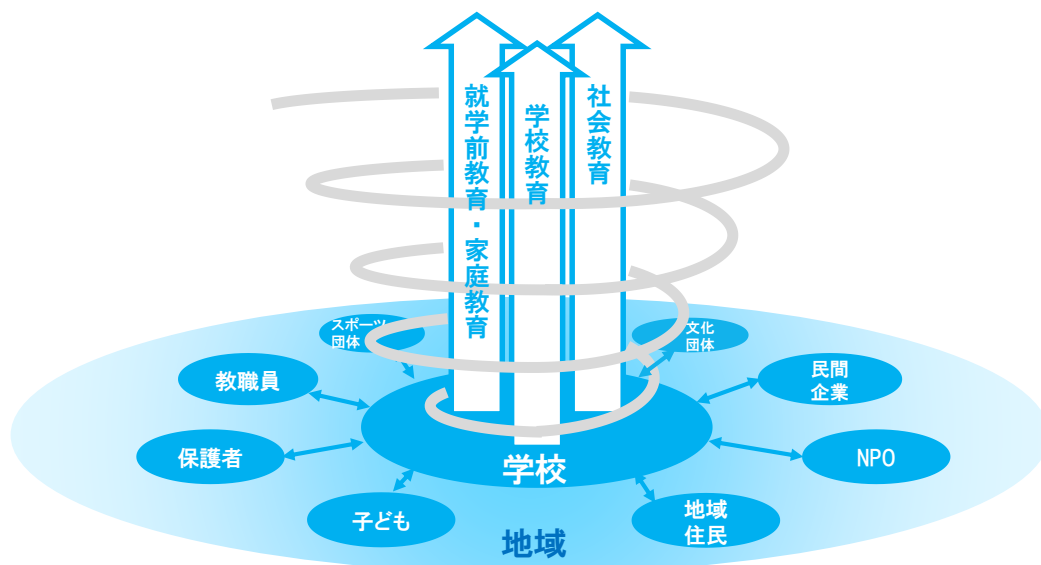 就学前教育・家庭教育
学校教育
社会教育
スポーツ
団体
文化
団体
教職員
民間
企業
保護者
NPO
学校
子ども
地域
住民
地域